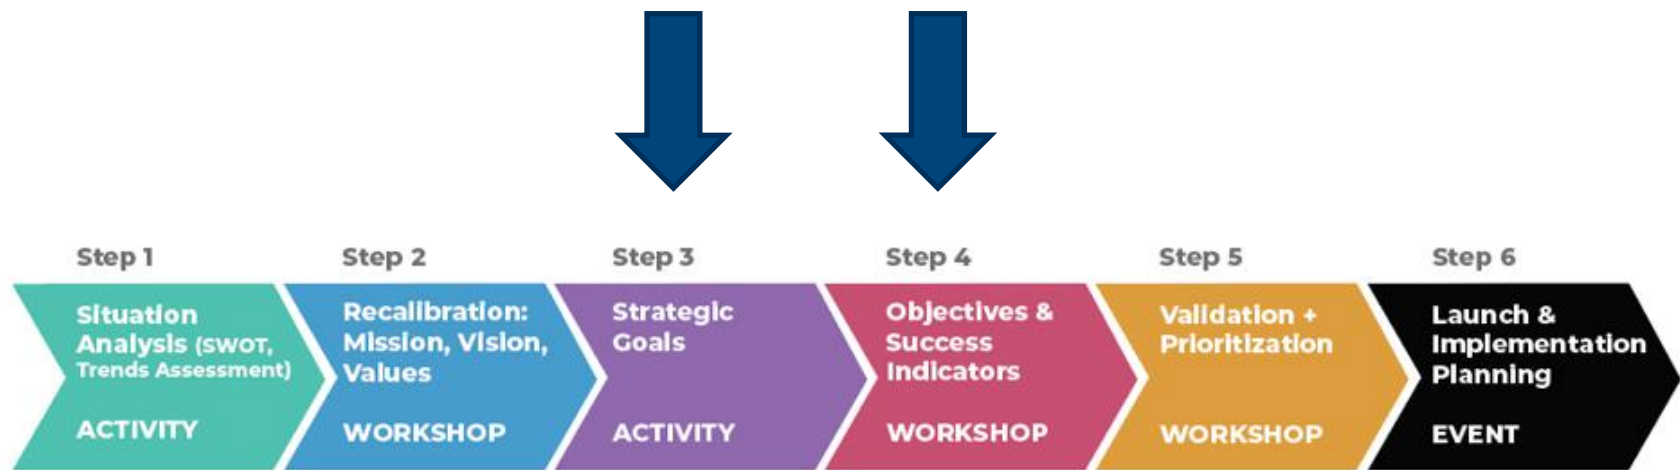 Step 1
Situation
Analysis (SWOT,
Trends Assessment)
ACTIVITY
Step 2
Recalibration:
Mission, Vision,
Values
WORKSHOP
Step 3
Strategic
Goals
ACTIVITY
Step 4
Objectives &
Success
Indicators
WORKSHOP
Step 5
Validation +
Prioritization
WORKSHOP
Step 6
Launch &
Implementation
Planning
EVENT